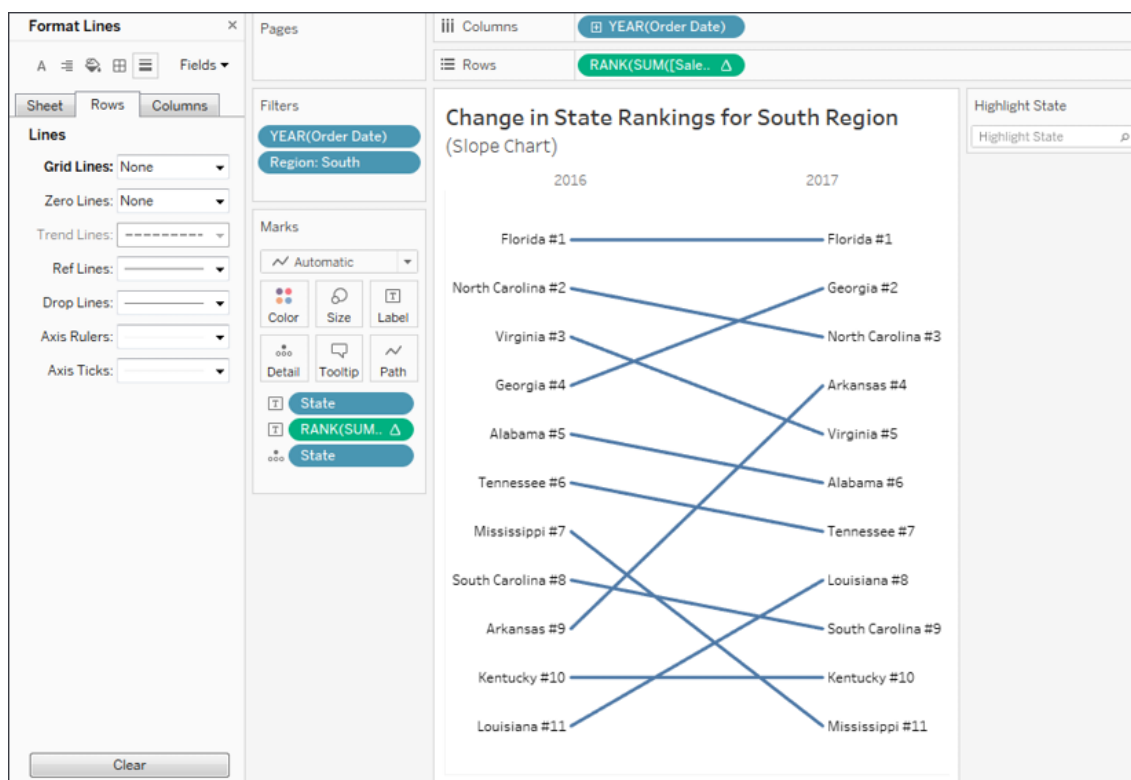 Format Lines
×
A
Fields
Sheet Rows Columns
Lines
Grid Lines: None
Zero Lines: None
Trend Lines:
Ref Lines:
Drop Lines:
Axis Rulers:
Axis Ticks:
Clear
Pages
Filters
YEAR(Order Date)
Region: South
Marks
Automatic
Color Size Label
Detail Tooltip Path
State
RANK(SUM.. Δ
State
Columns
YEAR(Order Date)
Rows
RANK(SUM([Sale.. Δ
Change in State Rankings for South Region
(Slope Chart)
2016 2017
Florida #1 Florida #1
North Carolina #2 Georgia #2
Virginia #3 North Carolina #3
Georgia #4 Arkansas #4
Alabama #5 Virginia #5
Tennessee #6 Alabama #6
Mississippi #7 Tennessee #7
South Carolina #8 Louisiana #8
Arkansas #9 South Carolina #9
Kentucky #10 Kentucky #10
Louisiana #11 Mississippi #11
Highlight State
Highlight State